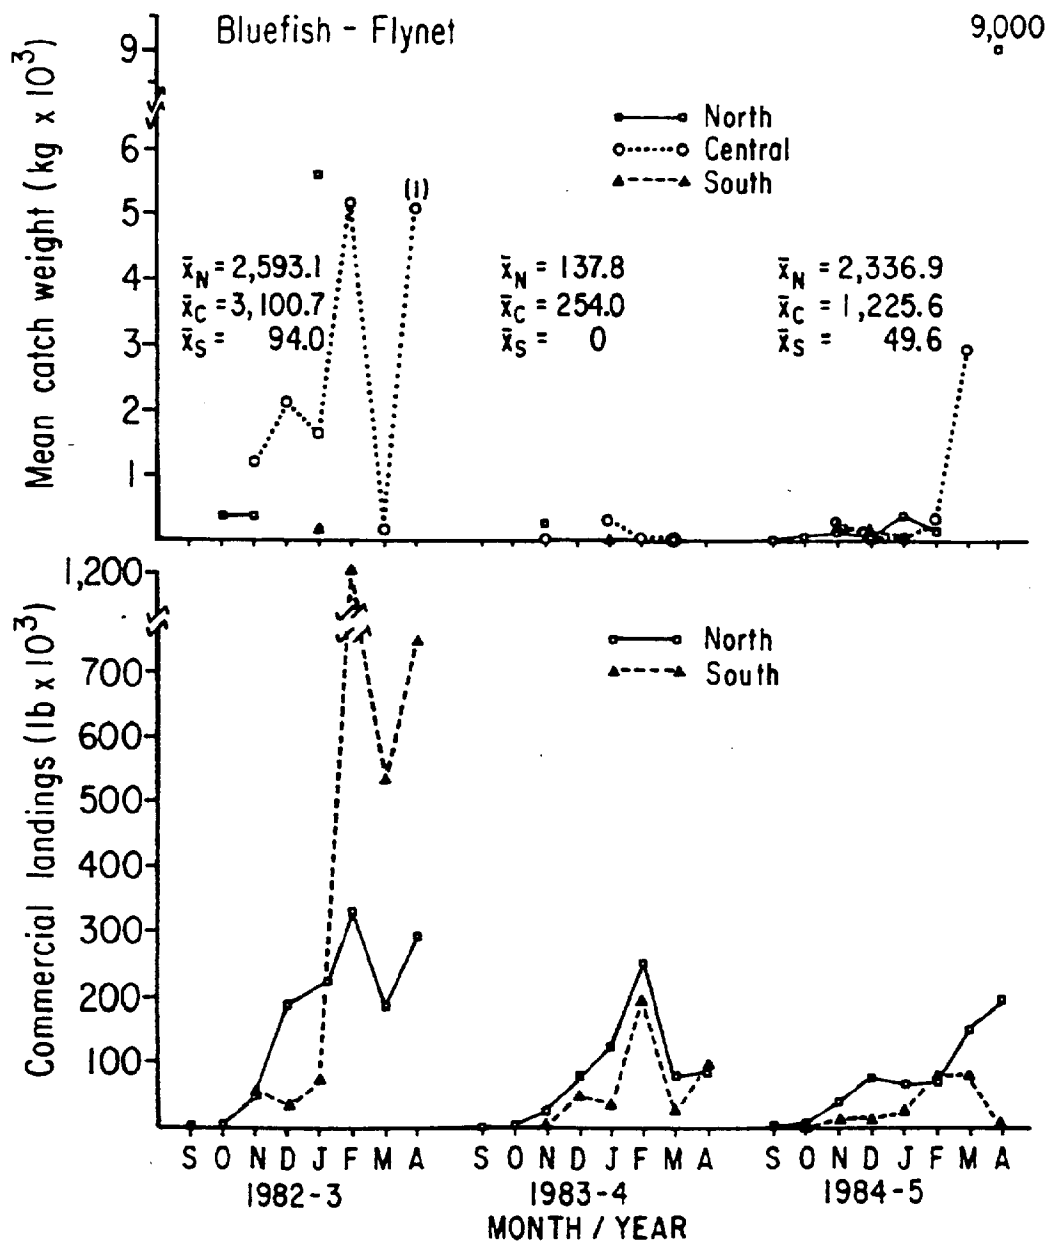 Bluefish - Flynet
9,000
Mean catch weight (kg x 10³)
9
6
5
4
3
2
1
North
Central
South
(1)
x̄N = 2,593.1
x̄C = 3,100.7
x̄S = 94.0
x̄N = 137.8
x̄C = 254.0
x̄S = 0
x̄N = 2,336.9
x̄C = 1,225.6
x̄S = 49.6
Commercial landings (lb x 10³)
1,200
700
600
500
400
300
200
100
North
South
S O N D J F M A S O N D J F M A S O N D J F M A
1982-3 1983-4 1984-5
MONTH / YEAR